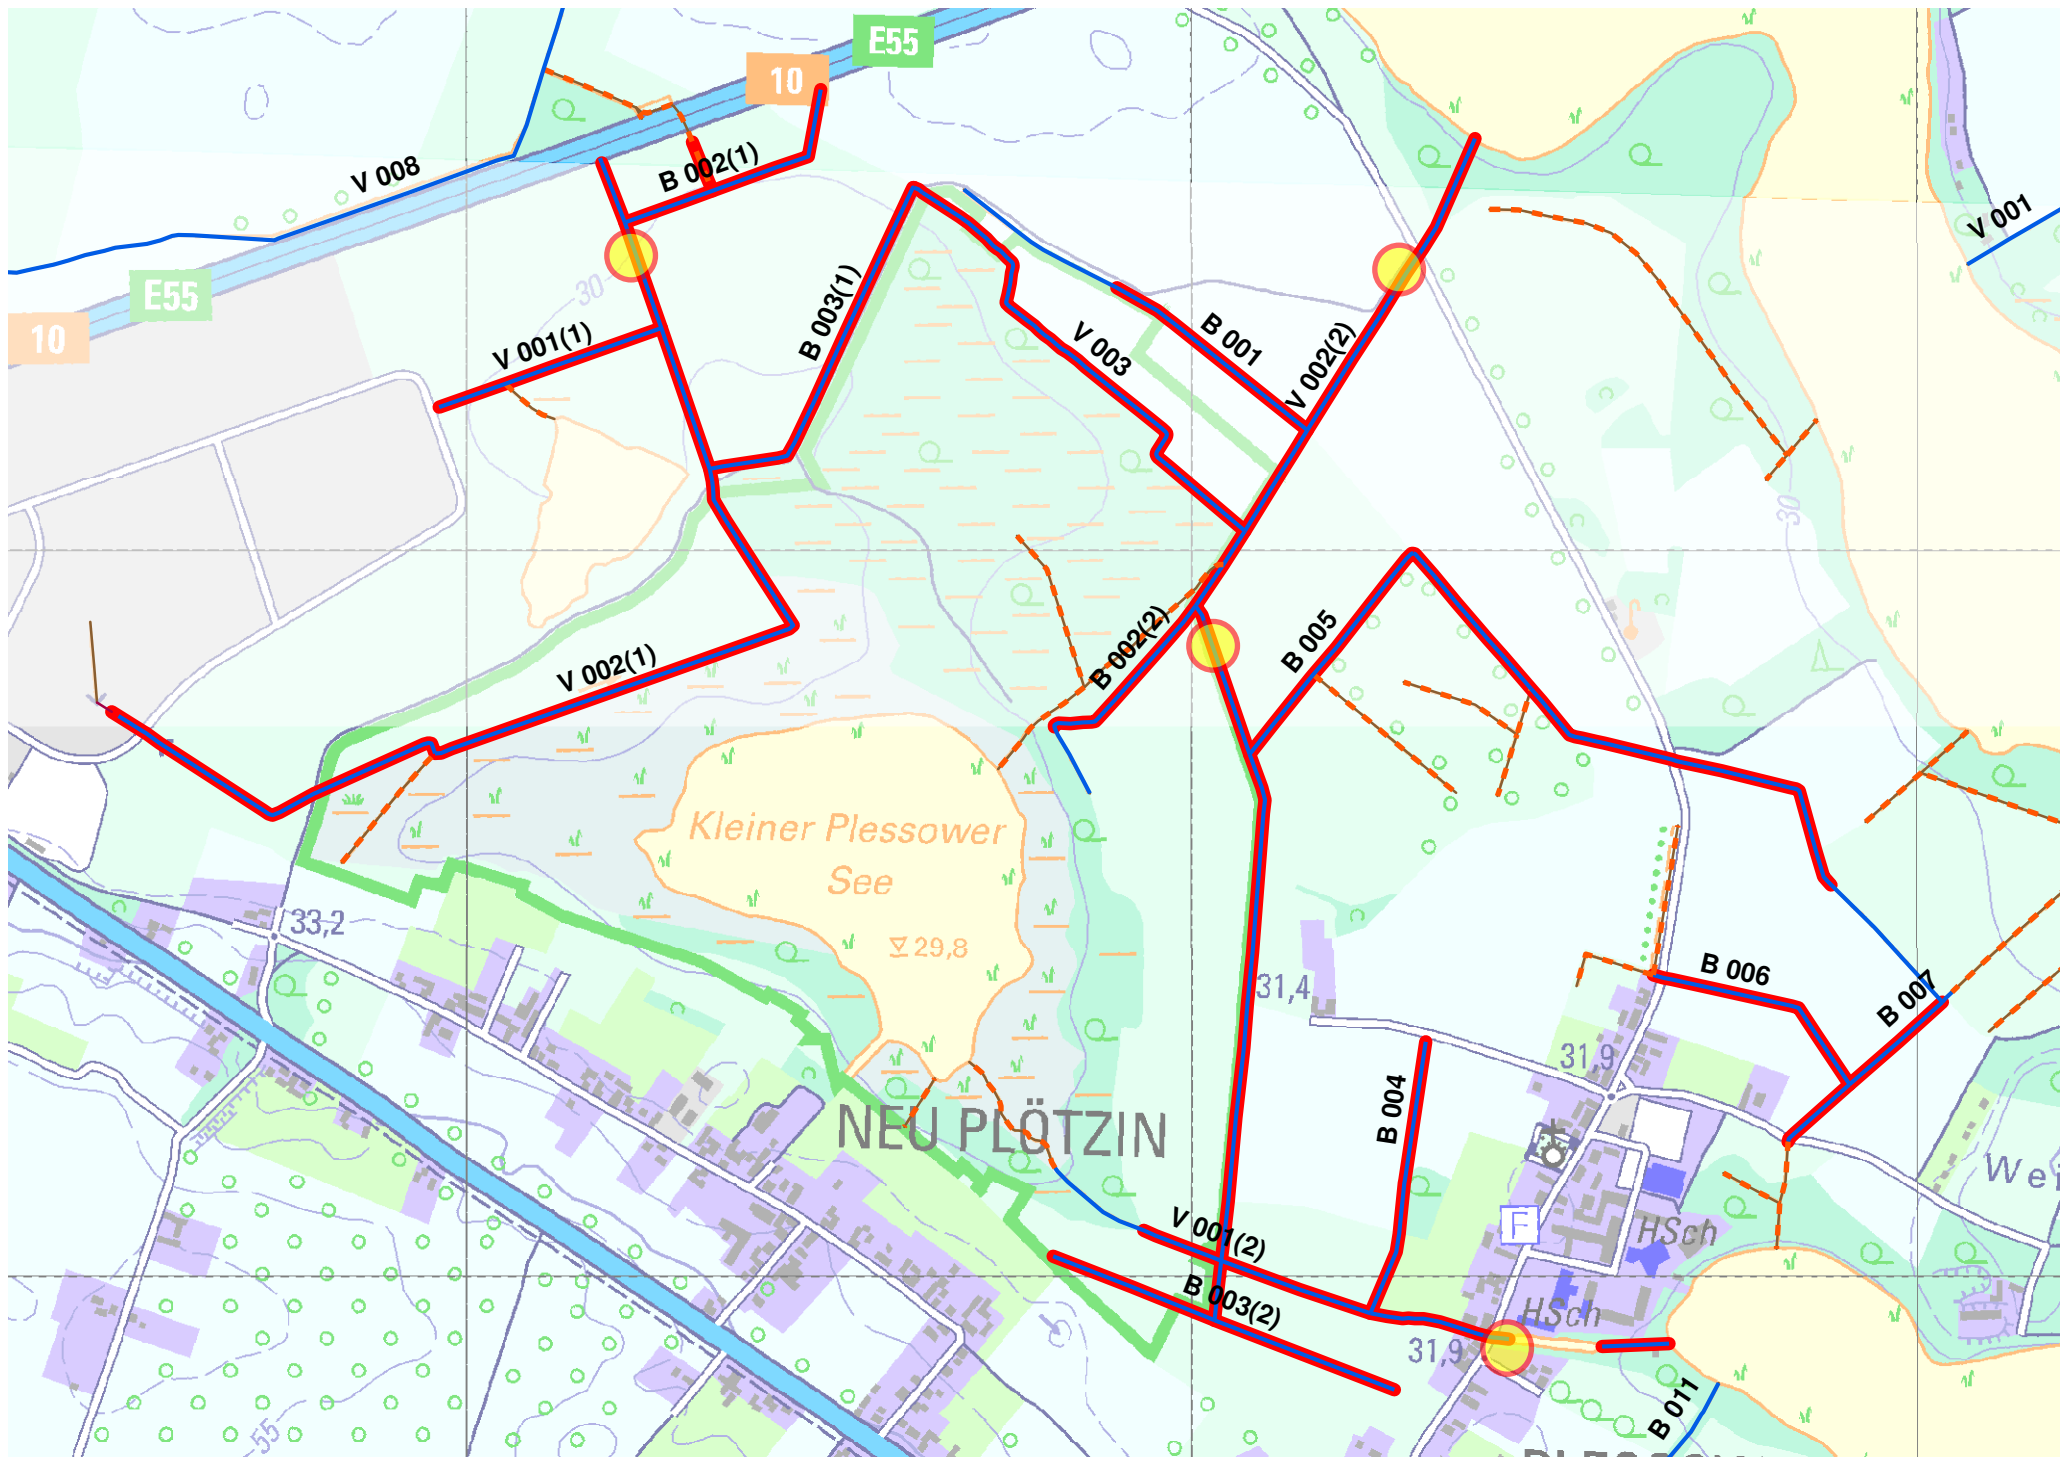 E55
10
V 008
B 002(1)
V 001
E55
30
10
V 001(1)
B 003(1)
V 003
B 001
V 002(2)
30
B 002(2)
B 005
V 002(1)
Kleiner Plessower
See
33,2
29,8
B 006
31,4
B 007
31,9
B 004
NEU PLÖTZIN
We
V 001(2)
F
HSch
B 003(2)
HSch
31,9
B 011
55